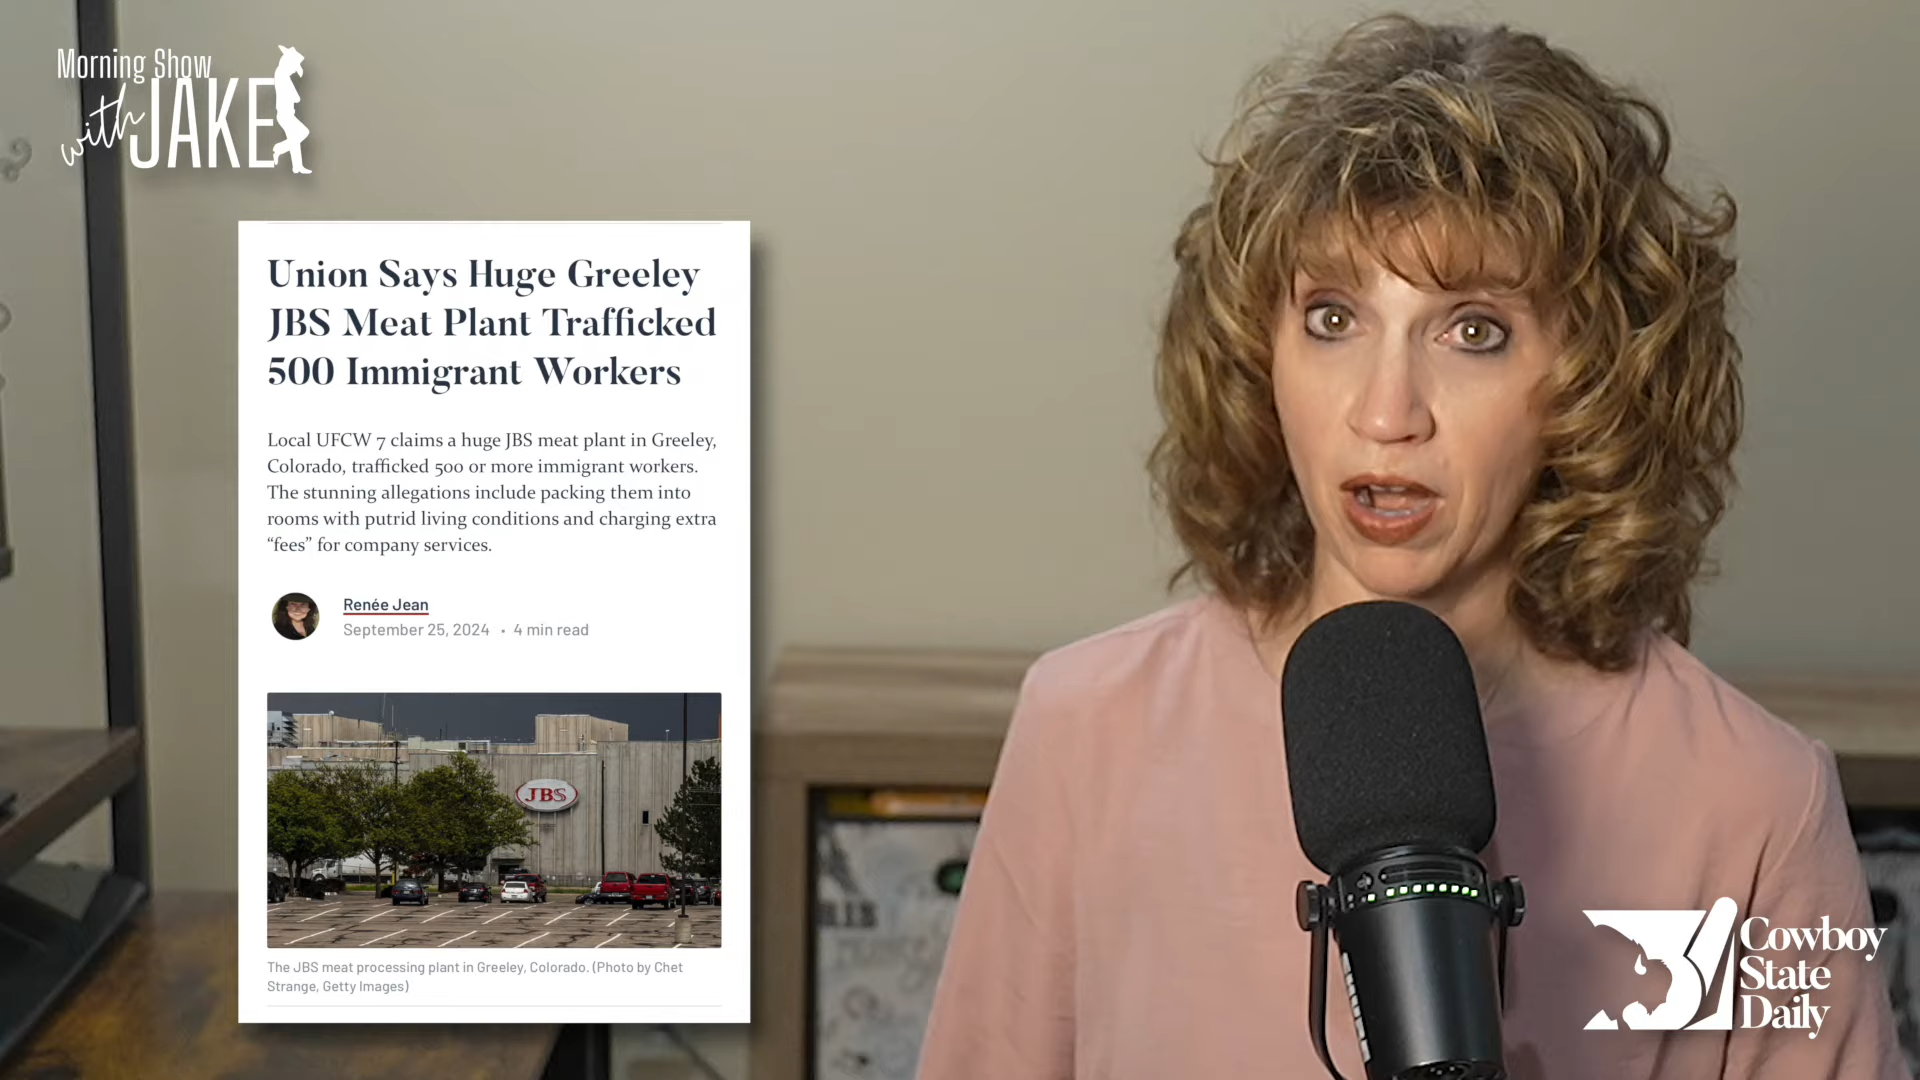 Morning Show
with JAKE
Union Says Huge Greeley
JBS Meat Plant Trafficked
500 Immigrant Workers
Local UFCW 7 claims a huge JBS meat plant in Greeley,
Colorado, trafficked 500 or more immigrant workers.
The stunning allegations include packing them into
rooms with putrid living conditions and charging extra
“fees” for company services.
Renée Jean
September 25, 2024 • 4 min read
JBS
The JBS meat processing plant in Greeley, Colorado. (Photo by Chet
Strange, Getty Images)
Cowboy
State
Daily